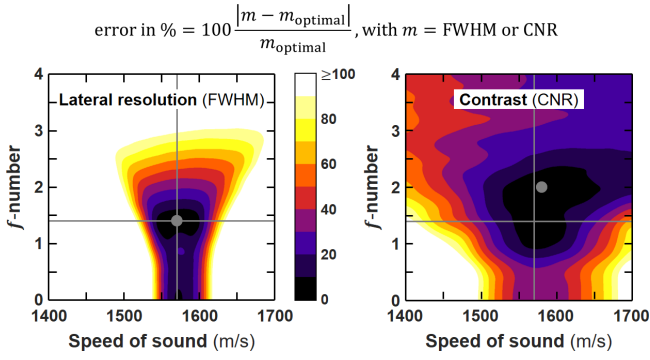 error in % = 100 |m − m_optimal| / m_optimal , with m = FWHM or CNR
Lateral resolution (FWHM)
f-number
4
3
2
1
0
1400 1500 1600 1700
Speed of sound (m/s)
≥100
80
60
40
20
0
Contrast (CNR)
f-number
4
3
2
1
0
1400 1500 1600 1700
Speed of sound (m/s)